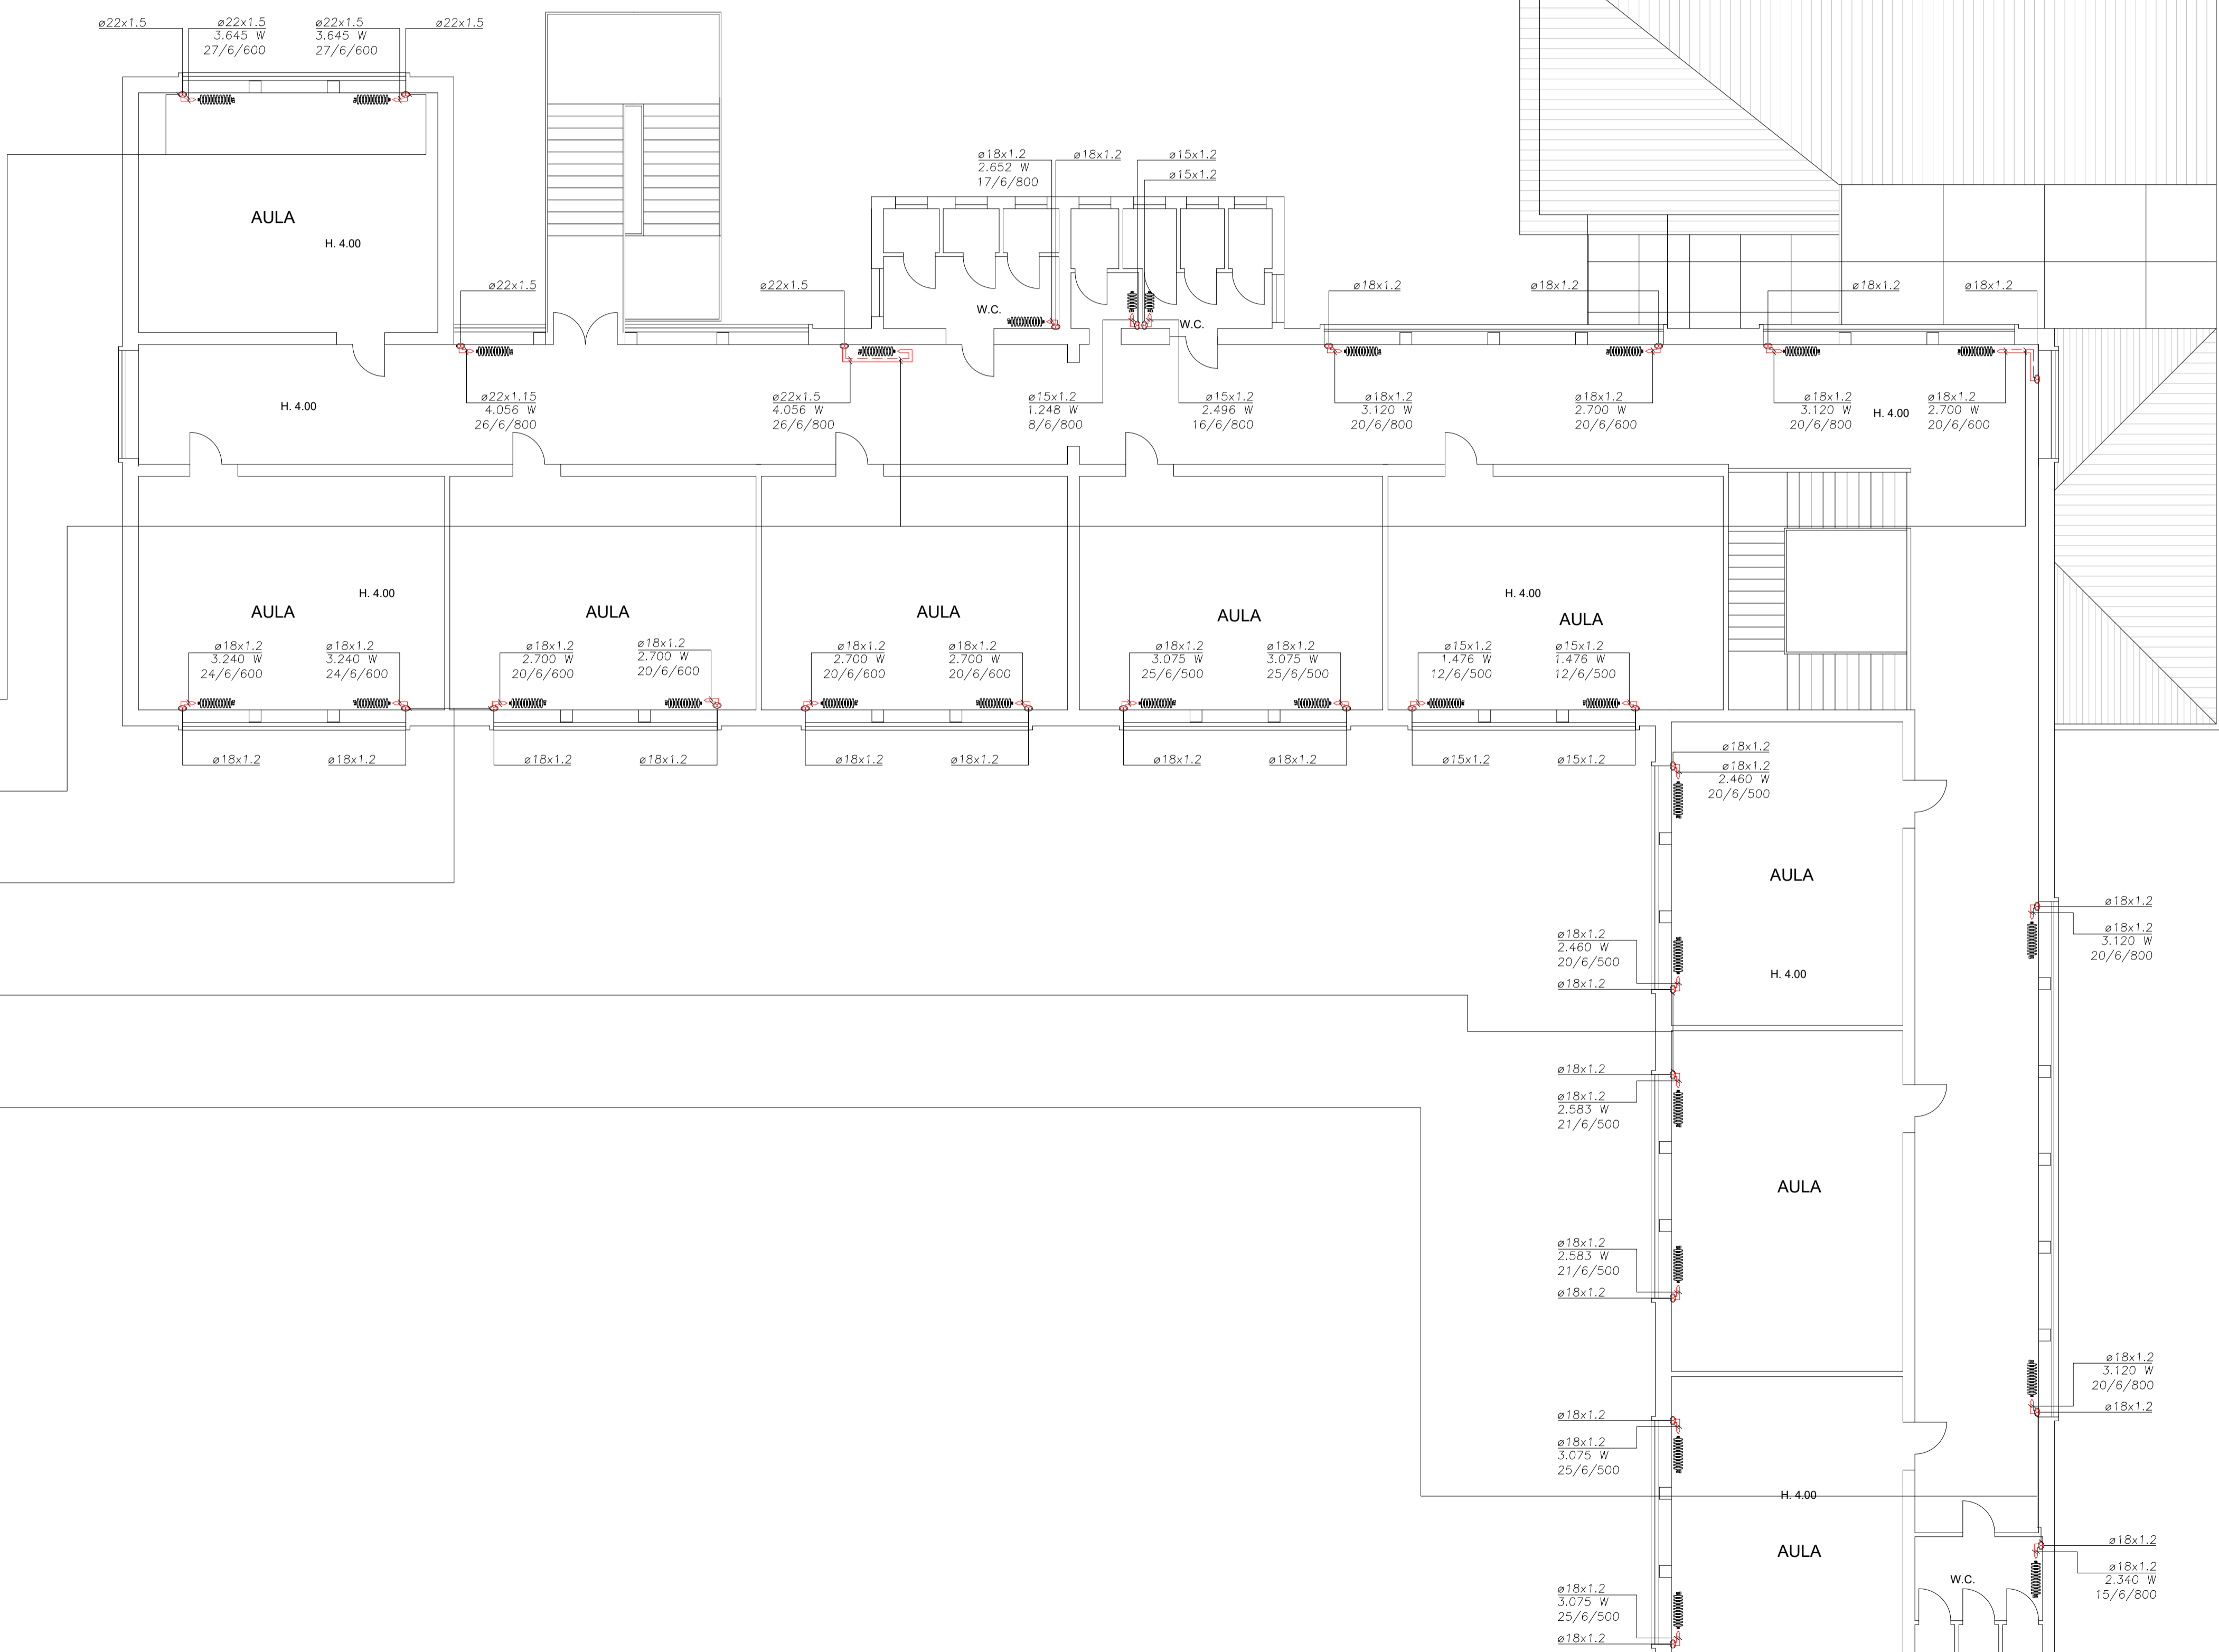 ø22x1.5
ø22x1.5
3.645 W
27/6/600
ø22x1.5
3.645 W
27/6/600
ø22x1.5
AULA
H. 4.00
ø18x1.2
2.652 W
17/6/800
ø18x1.2
ø15x1.2
ø15x1.2
W.C.
W.C.
ø22x1.5
ø22x1.5
ø18x1.2
ø18x1.2
ø18x1.2
ø18x1.2
H. 4.00
ø22x1.15
4.056 W
26/6/800
ø22x1.5
4.056 W
26/6/800
ø15x1.2
1.248 W
8/6/800
ø15x1.2
2.496 W
16/6/800
ø18x1.2
3.120 W
20/6/800
ø18x1.2
2.700 W
20/6/600
ø18x1.2
3.120 W
20/6/800
H. 4.00
ø18x1.2
2.700 W
20/6/600
H. 4.00
AULA
ø18x1.2
3.240 W
24/6/600
ø18x1.2
3.240 W
24/6/600
AULA
ø18x1.2
2.700 W
20/6/600
ø18x1.2
2.700 W
20/6/600
AULA
ø18x1.2
2.700 W
20/6/600
ø18x1.2
2.700 W
20/6/600
AULA
ø18x1.2
3.075 W
25/6/500
ø18x1.2
3.075 W
25/6/500
H. 4.00
AULA
ø15x1.2
1.476 W
12/6/500
ø15x1.2
1.476 W
12/6/500
ø18x1.2
ø18x1.2
ø18x1.2
ø18x1.2
ø18x1.2
ø18x1.2
ø18x1.2
ø18x1.2
ø15x1.2
ø15x1.2
ø18x1.2
ø18x1.2
2.460 W
20/6/500
AULA
ø18x1.2
2.460 W
20/6/500
ø18x1.2
H. 4.00
ø18x1.2
ø18x1.2
3.120 W
20/6/800
ø18x1.2
ø18x1.2
2.583 W
21/6/500
AULA
ø18x1.2
2.583 W
21/6/500
ø18x1.2
ø18x1.2
3.120 W
20/6/800
ø18x1.2
ø18x1.2
ø18x1.2
3.075 W
25/6/500
H. 4.00
AULA
ø18x1.2
3.075 W
25/6/500
ø18x1.2
W.C.
ø18x1.2
ø18x1.2
2.340 W
15/6/800